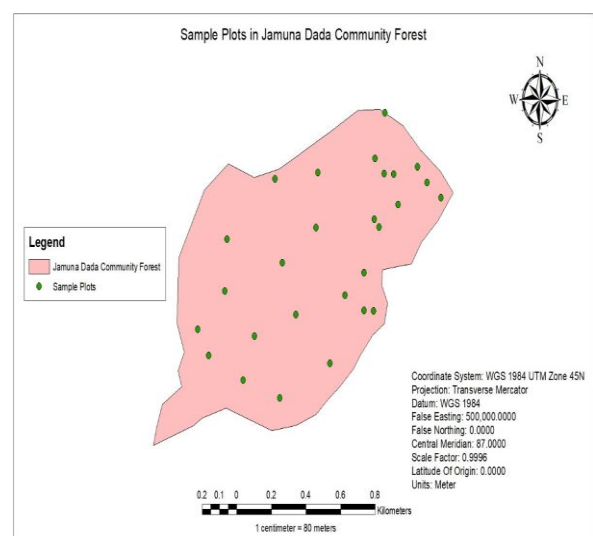 Sample Plots in Jamuna Dada Community Forest
N
W E
S
Legend
Jamuna Dada Community Forest
Sample Plots
Coordinate System: WGS 1984 UTM Zone 45N
Projection: Transverse Mercator
Datum: WGS 1984
False Easting: 500,000.0000
False Northing: 0.0000
Central Meridian: 87.0000
Scale Factor: 0.9996
Latitude Of Origin: 0.0000
Units: Meter
0.2 0.1 0 0.2 0.4 0.6 0.8
Kilometers
1 centimeter = 80 meters